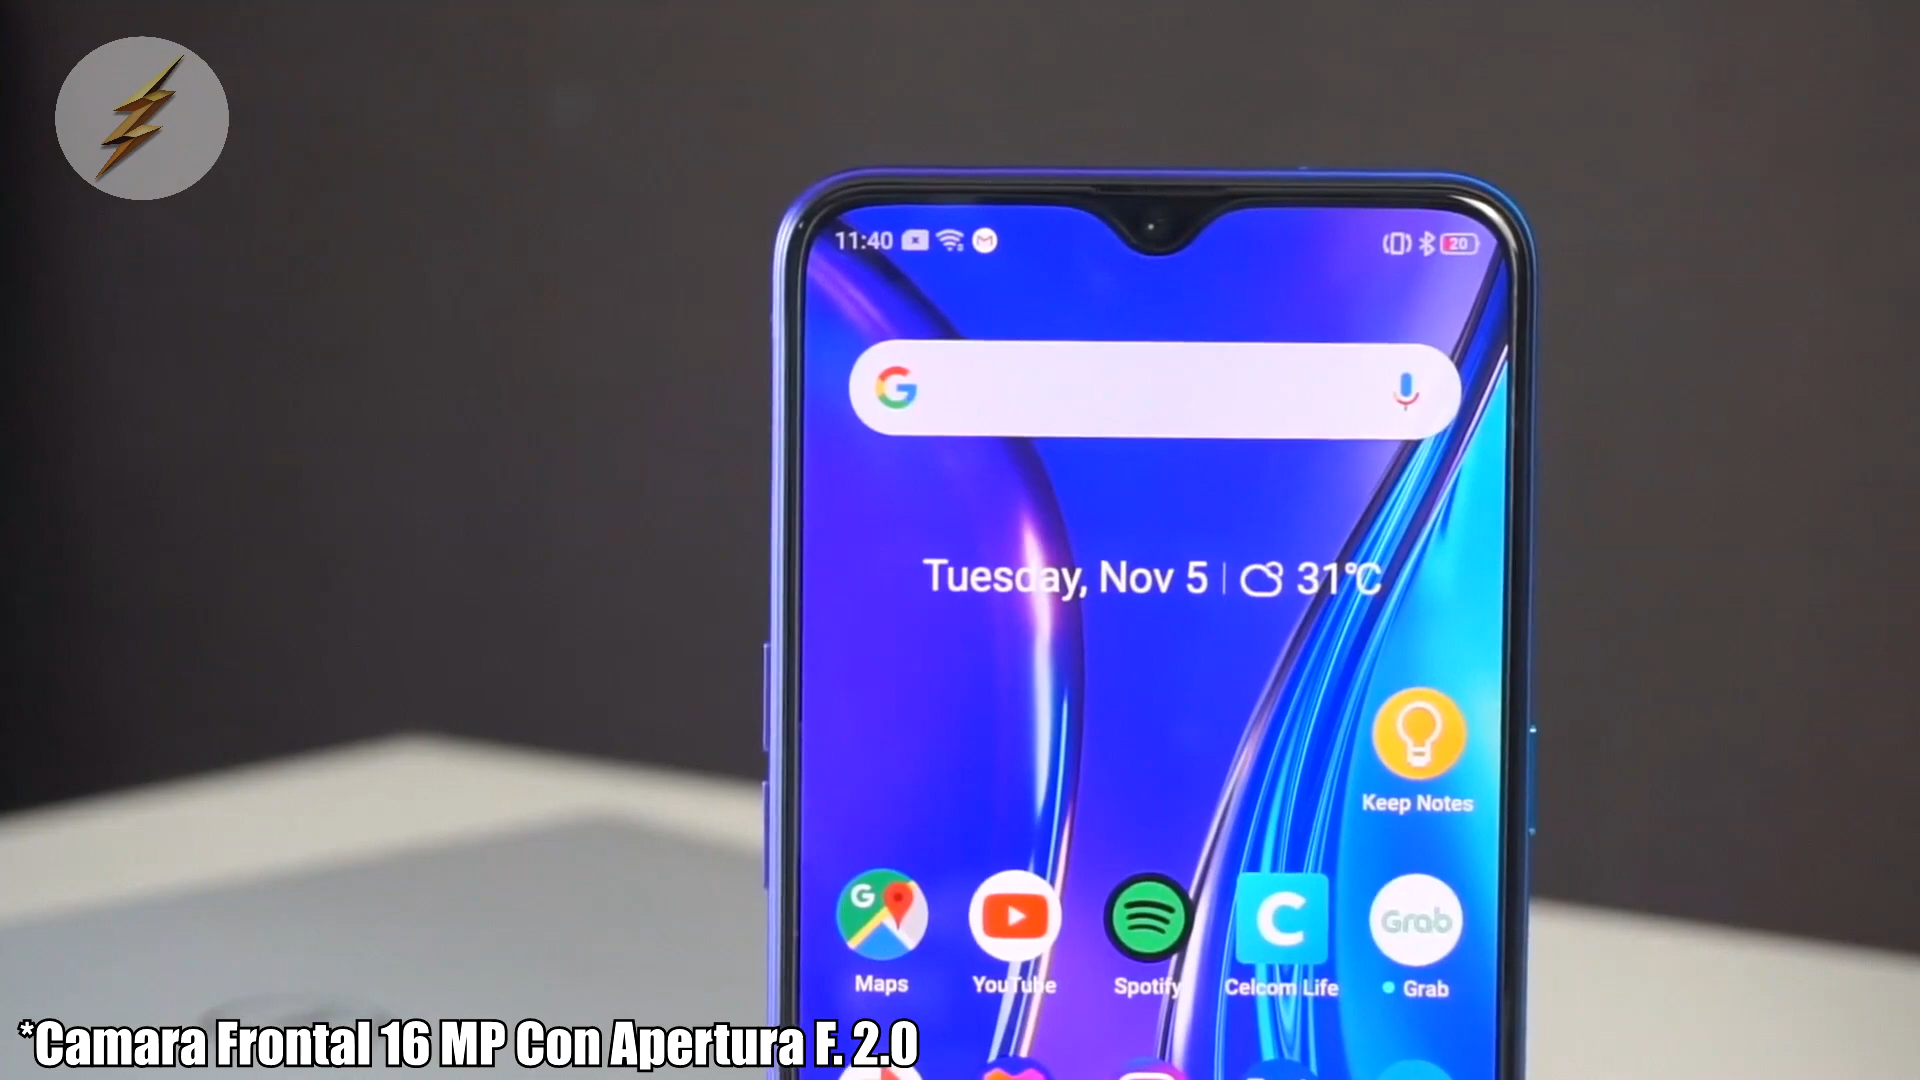 11:40
20
Tuesday, Nov 5 | 31°C
Keep Notes
Grab
Maps
YouTube
Spotify
Celcom Life
Grab
*Camara Frontal 16 MP Con Apertura F. 2.0